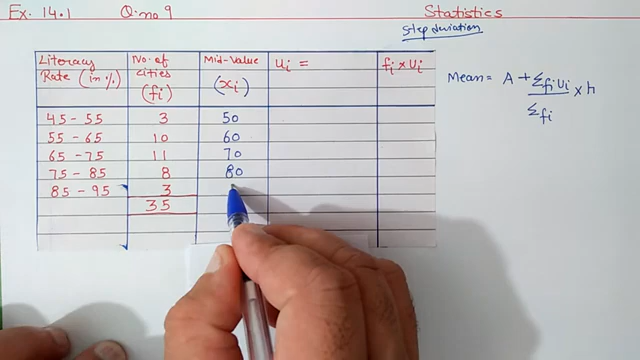 Ex. 14.1 Q.no 9 Statistics
Step deviation
Literacy Rate (in %) No. of cities (fi) Mid-Value (xi) ui = fi x ui
Mean = A + Σfiui / Σfi x h
45 - 55 3 50
55 - 65 10 60
65 - 75 11 70
75 - 85 8 80
85 - 95 3
35